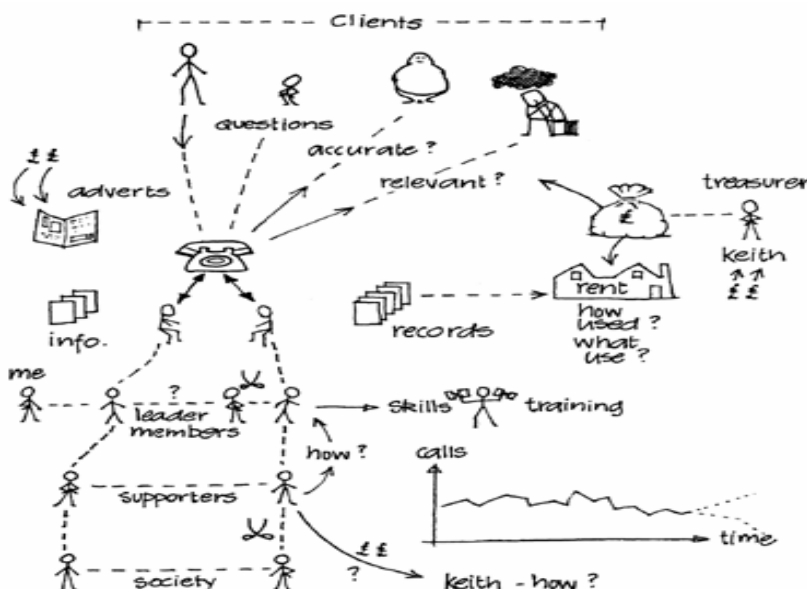 Clients
questions
accurate ?
relevant ?
£ £
adverts
£
treasurer
keith
£ £
rent
how
used ?
what
use ?
info.
records
me
?
leader
members
skills
training
how ?
supporters
calls
time
£ £
?
society
keith - how ?